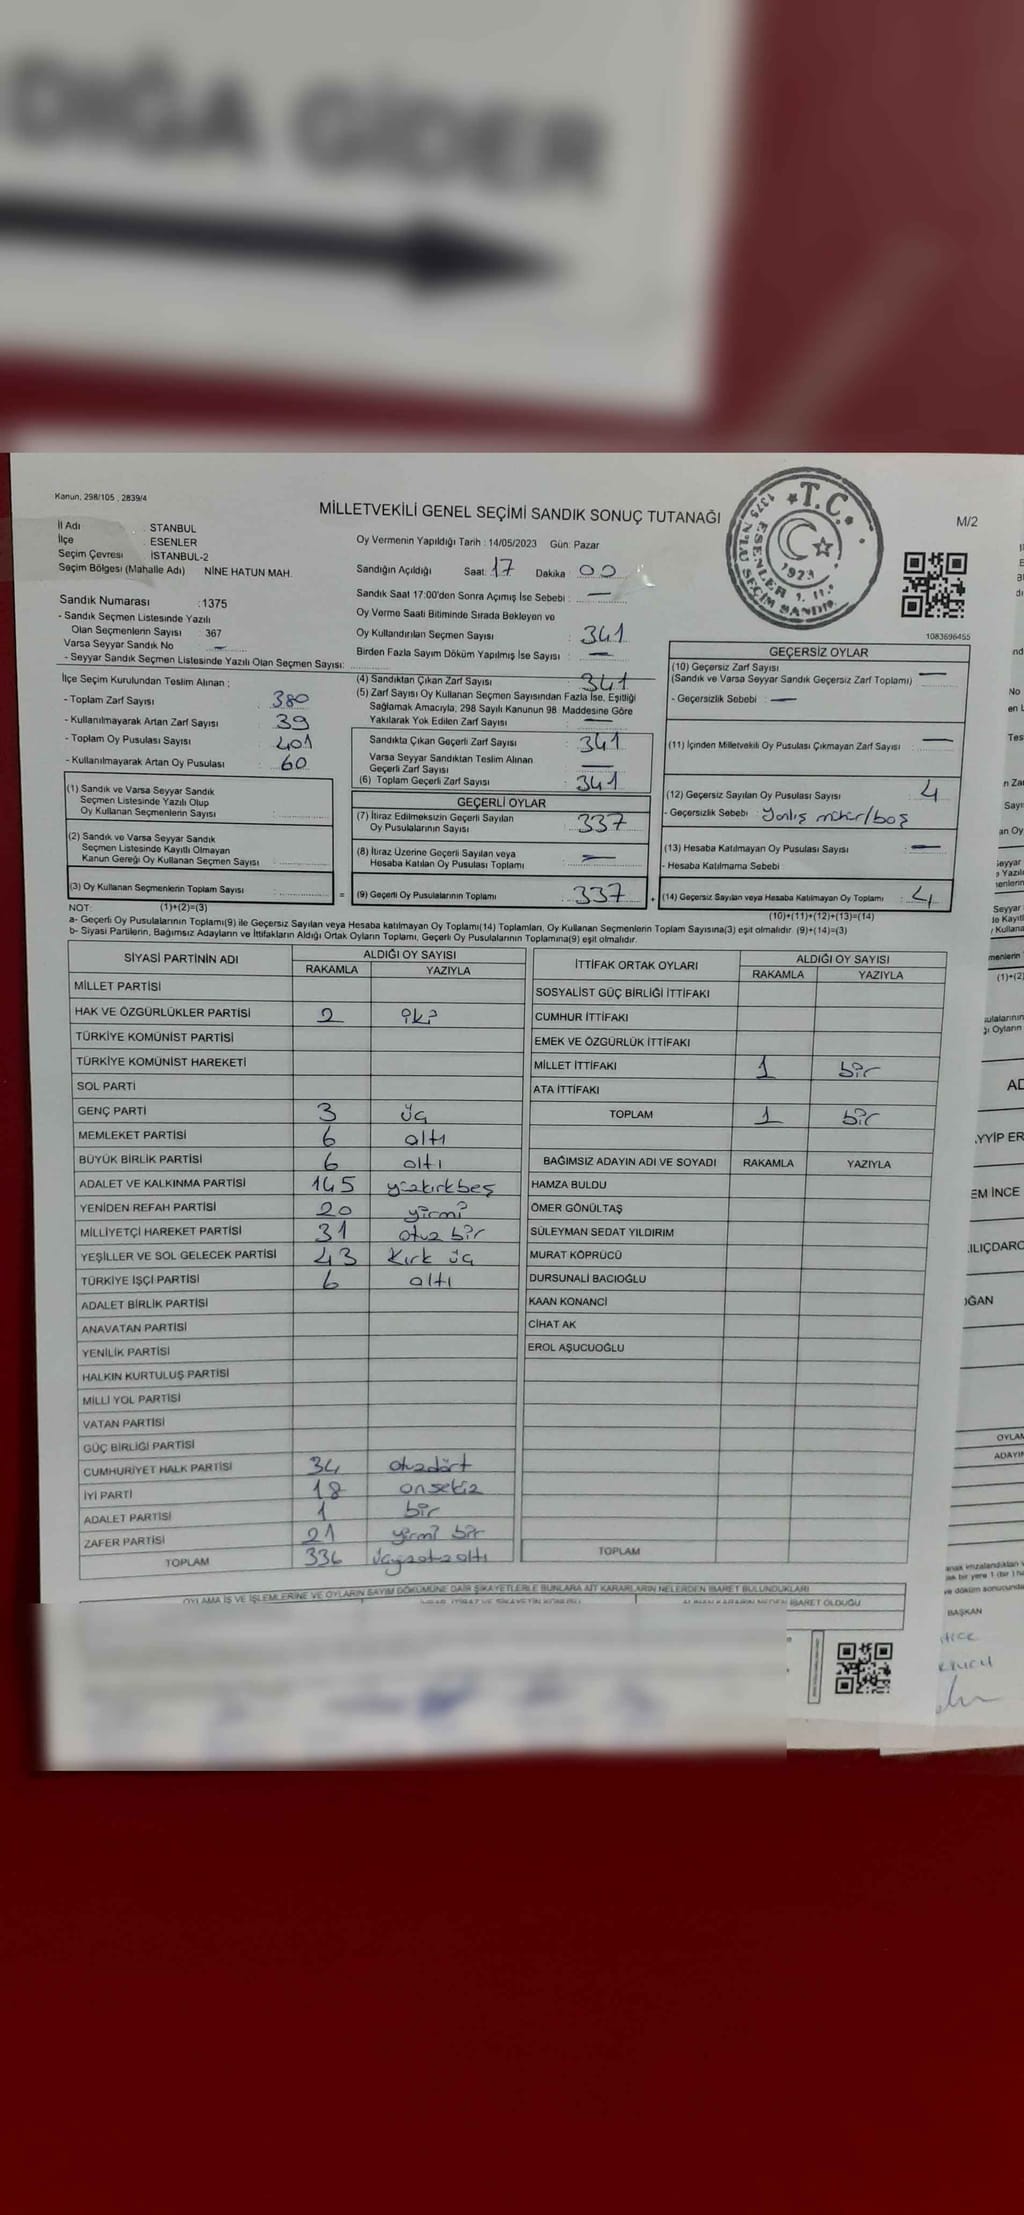 DIĞA GİDER
Kanun, 298/105 , 2839/4
MİLLETVEKİLİ GENEL SEÇİMİ SANDIK SONUÇ TUTANAĞI
M/2
İl Adı : STANBUL
İlçe : ESENLER
Seçim Çevresi : İSTANBUL-2
Seçim Bölgesi (Mahalle Adı) NİNE HATUN MAH.
Sandık Numarası :1375
- Sandık Seçmen Listesinde Yazılı
Olan Seçmenlerin Sayısı : 367
Varsa Seyyar Sandık No : —
- Seyyar Sandık Seçmen Listesinde Yazılı Olan Seçmen Sayısı:
Oy Vermenin Yapıldığı Tarih : 14/05/2023 Gün: Pazar
Sandığın Açıldığı Saat: 17 Dakika : 00
Sandık Saat 17:00'den Sonra Açımış İse Sebebi : —
Oy Verme Saati Bitiminde Sırada Bekleyen ve
Oy Kullandırılan Seçmen Sayısı : 341
Birden Fazla Sayım Döküm Yapılmış İse Sayısı : —
T.C.
1375 N'LU SEÇİM SANDIK
ESENLER
1923
1083696455
İlçe Seçim Kurulundan Teslim Alınan ;
- Toplam Zarf Sayısı : 380
- Kullanılmayarak Artan Zarf Sayısı : 39
- Toplam Oy Pusulası Sayısı : 401
- Kullanılmayarak Artan Oy Pusulası : 60
(4) Sandıktan Çıkan Zarf Sayısı : 341
(5) Zarf Sayısı Oy Kullanan Seçmen Sayısından Fazla İse, Eşitliği
Sağlamak Amacıyla, 298 Sayılı Kanunun 98 Maddesine Göre
Yakılarak Yok Edilen Zarf Sayısı : —
Sandıkta Çıkan Geçerli Zarf Sayısı : 341
Varsa Seyyar Sandıktan Teslim Alınan
Geçerli Zarf Sayısı : —
(6) Toplam Geçerli Zarf Sayısı : 341
GEÇERSİZ OYLAR
(10) Geçersiz Zarf Sayısı : —
(Sandık ve Varsa Seyyar Sandık Geçersiz Zarf Toplamı)
- Geçersizlik Sebebi : —
(11) İçinden Milletvekili Oy Pusulası Çıkmayan Zarf Sayısı : —
(12) Geçersiz Sayılan Oy Pusulası Sayısı : 4
- Geçersizlik Sebebi : Yanlış mühür/boş
(13) Hesaba Katılmayan Oy Pusulası Sayısı : —
- Hesaba Katılmama Sebebi
(14) Geçersiz Sayılan veya Hesaba Katılmayan Oy Toplamı : 4
(10)+(11)+(12)+(13)=(14)
(1) Sandık ve Varsa Seyyar Sandık
Seçmen Listesinde Yazılı Olup
Oy Kullanan Seçmenlerin Sayısı :
(2) Sandık ve Varsa Seyyar Sandık
Seçmen Listesinde Kayıtlı Olmayan
Kanun Gereği Oy Kullanan Seçmen Sayısı :
(3) Oy Kullanan Seçmenlerin Toplam Sayısı : =
GEÇERLİ OYLAR
(7) İtiraz Edilmeksizin Geçerli Sayılan
Oy Pusulalarının Sayısı : 337
(8) İtiraz Üzerine Geçerli Sayılan veya
Hesaba Katılan Oy Pusulası Toplamı : —
(9) Geçerli Oy Pusulalarının Toplamı : 337 +
NOT: (1)+(2)=(3)
a- Geçerli Oy Pusulalarının Toplamı(9) ile Geçersiz Sayılan veya Hesaba katılmayan Oy Toplamı(14) Toplamları, Oy Kullanan Seçmenlerin Toplam Sayısına(3) eşit olmalıdır. (9)+(14)=(3)
b- Siyasi Partilerin, Bağımsız Adayların ve İttifakların Aldığı Ortak Oyların Toplamı, Geçerli Oy Pusulalarının Toplamına(9) eşit olmalıdır.
SİYASİ PARTİNİN ADI ALDIĞI OY SAYISI
RAKAMLA YAZIYLA
MİLLET PARTİSİ
HAK VE ÖZGÜRLÜKLER PARTİSİ 2 iki
TÜRKİYE KOMÜNİST PARTİSİ
TÜRKİYE KOMÜNİST HAREKETİ
SOL PARTİ
GENÇ PARTİ 3 üç
MEMLEKET PARTİSİ 6 altı
BÜYÜK BİRLİK PARTİSİ 6 altı
ADALET VE KALKINMA PARTİSİ 145 yüzkırkbeş
YENİDEN REFAH PARTİSİ 20 yirmi
MİLLİYETÇİ HAREKET PARTİSİ 31 otuz bir
YEŞİLLER VE SOL GELECEK PARTİSİ 43 Kırk üç
TÜRKİYE İŞÇİ PARTİSİ 6 altı
ADALET BİRLİK PARTİSİ
ANAVATAN PARTİSİ
YENİLİK PARTİSİ
HALKIN KURTULUŞ PARTİSİ
MİLLİ YOL PARTİSİ
VATAN PARTİSİ
GÜÇ BİRLİĞİ PARTİSİ
CUMHURİYET HALK PARTİSİ 34 otuzdört
İYİ PARTİ 18 onsekiz
ADALET PARTİSİ 1 bir
ZAFER PARTİSİ 21 yirmi bir
TOPLAM 336 üçyüzotuzaltı
İTTİFAK ORTAK OYLARI ALDIĞI OY SAYISI
RAKAMLA YAZIYLA
SOSYALİST GÜÇ BİRLİĞİ İTTİFAKI
CUMHUR İTTİFAKI
EMEK VE ÖZGÜRLÜK İTTİFAKI
MİLLET İTTİFAKI 1 bir
ATA İTTİFAKI
TOPLAM 1 bir
BAĞIMSIZ ADAYIN ADI VE SOYADI RAKAMLA YAZIYLA
HAMZA BULDU
ÖMER GÖNÜLTAŞ
SÜLEYMAN SEDAT YILDIRIM
MURAT KÖPRÜCÜ
DURSUNALİ BACIOĞLU
KAAN KONANCİ
CİHAT AK
EROL AŞUCUOĞLU
TOPLAM
OYLAMA İŞ VE İŞLEMLERİNE VE OYLARIN SAYIM DÖKÜMÜNE DAİR ŞİKAYETLERLE BUNLARA AİT KARARLARIN NELERDEN İBARET BULUNDUKLARI
İBARET OLDUĞU
AD
YYİP ER
EM İNCE
ILIÇDARO
OĞAN
OYLAM
ADAYIN
BAŞKAN